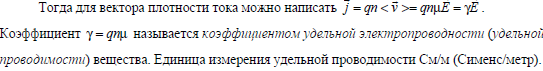 Тогда для вектора плотности тока можно написать j̄ = qn < v̄ >= qnμE = γE .
Коэффициент γ = qnμ называется коэффициентом удельной электропроводности (удельной
проводимости) вещества. Единица измерения удельной проводимости См/м (Сименс/метр).